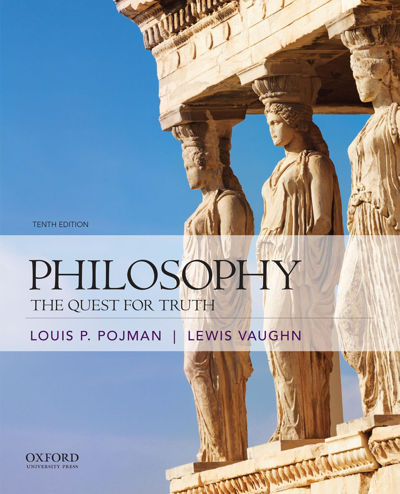 TENTH EDITION
PHILOSOPHY
THE QUEST FOR TRUTH
LOUIS P. POJMAN | LEWIS VAUGHN
OXFORD
UNIVERSITY PRESS